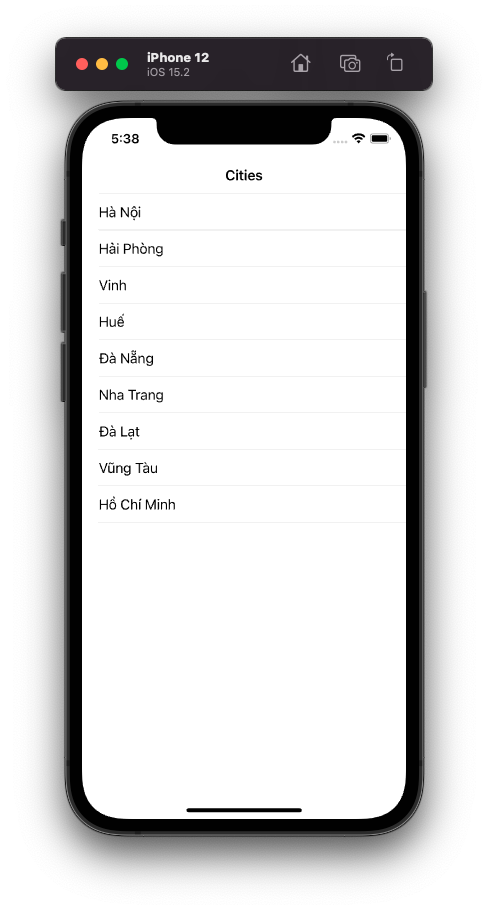 iPhone 12
iOS 15.2
5:38
Cities
Hà Nội
Hải Phòng
Vinh
Huế
Đà Nẵng
Nha Trang
Đà Lạt
Vũng Tàu
Hồ Chí Minh